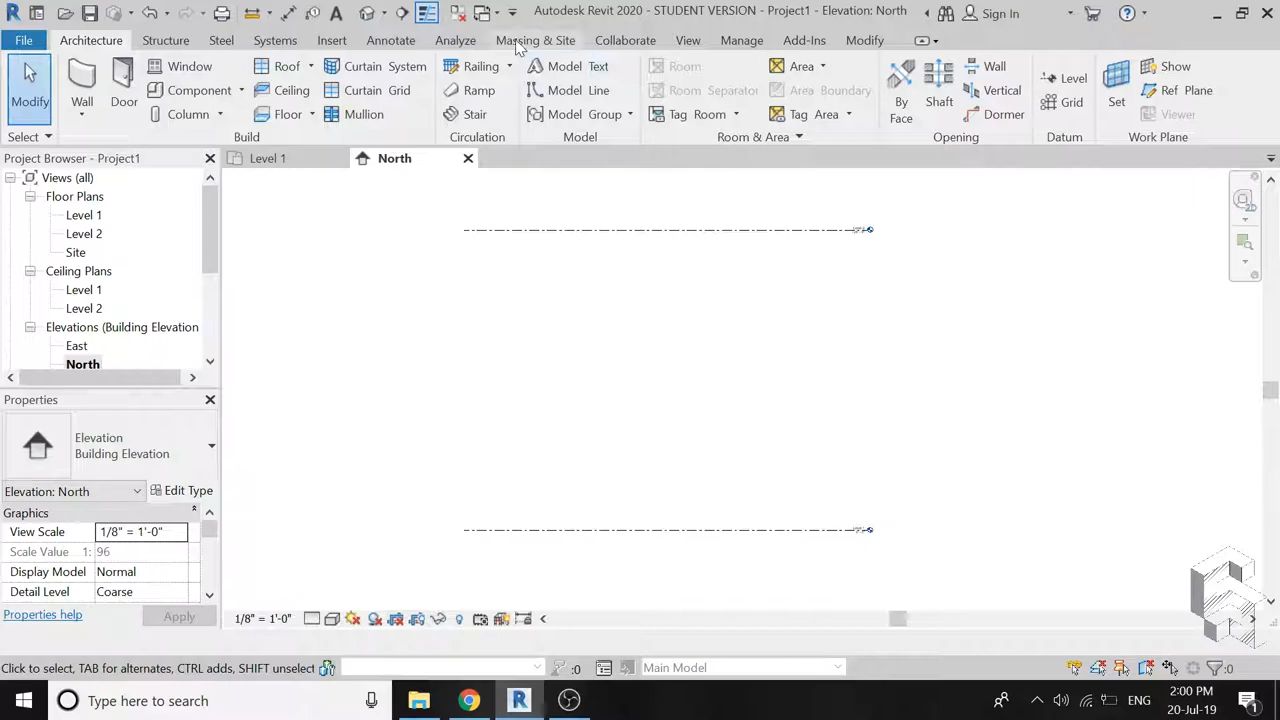 Autodesk Revit 2020 - STUDENT VERSION - Project1 - Elevation: North
Sign In
File Architecture Structure Steel Systems Insert Annotate Analyze Massing & Site Collaborate View Manage Add-Ins Modify
Modify
Wall
Door
Window
Component
Column
Roof
Ceiling
Floor
Curtain System
Curtain Grid
Mullion
Railing
Ramp
Stair
Model Text
Model Line
Model Group
Room
Room Separator
Tag Room
Area
Area Boundary
Tag Area
By
Face
Shaft
Wall
Vertical
Dormer
Level
Grid
Set
Show
Ref Plane
Viewer
Select Build Circulation Model Room & Area Opening Datum Work Plane
Project Browser - Project1
Views (all)
Floor Plans
Level 1
Level 2
Site
Ceiling Plans
Level 1
Level 2
Elevations (Building Elevation
East
North
Level 1
North
Properties
Elevation
Building Elevation
Elevation: North
Edit Type
Graphics
View Scale 1/8" = 1'-0"
Scale Value 1: 96
Display Model Normal
Detail Level Coarse
Properties help
Apply
1/8" = 1'-0"
Click to select, TAB for alternates, CTRL adds, SHIFT unselect
:0
Main Model
:0
Type here to search
ENG
2:00 PM
20-Jul-19
1